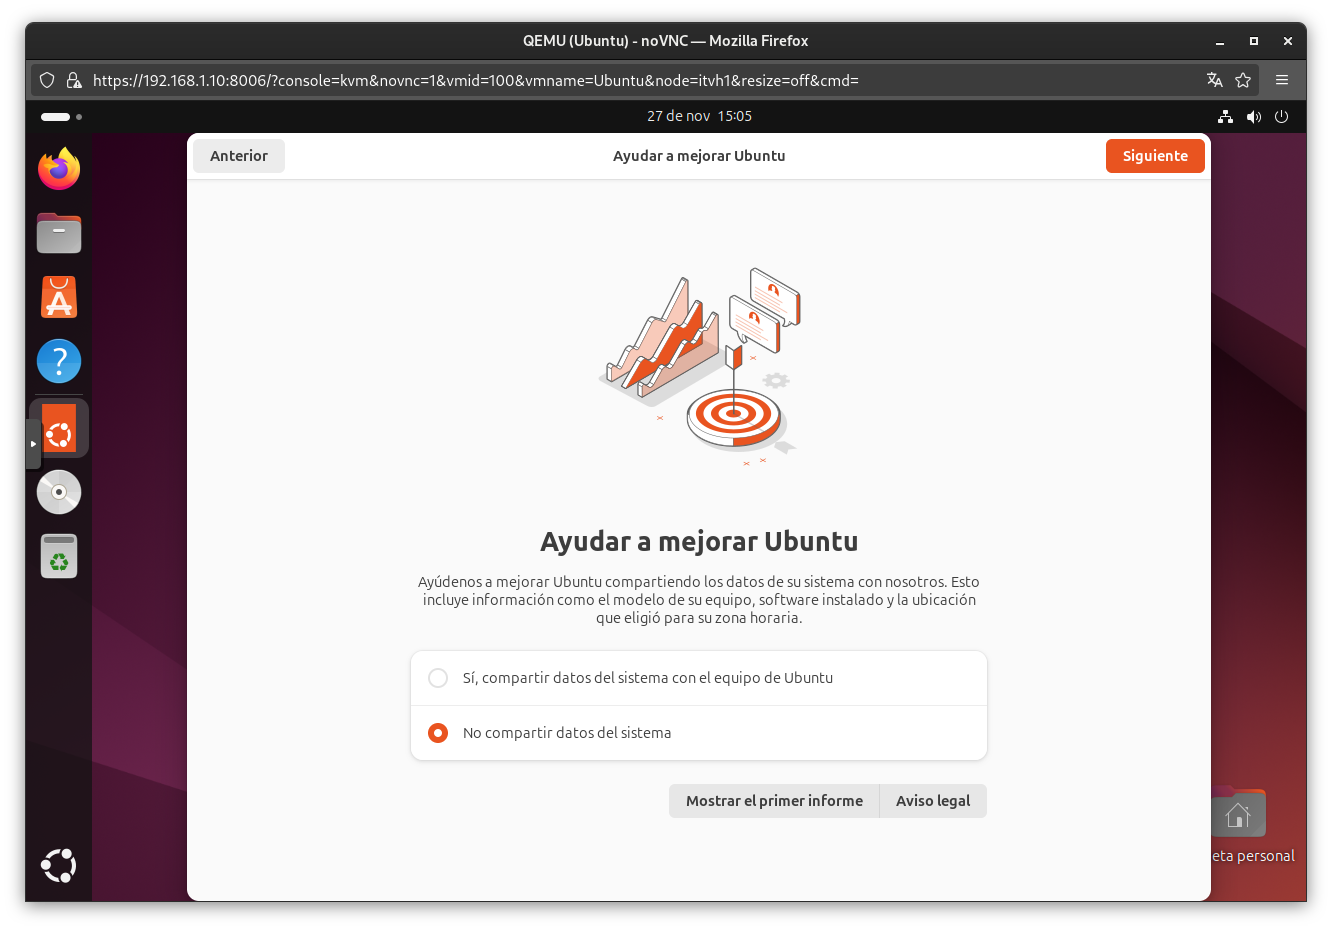 QEMU (Ubuntu) - noVNC — Mozilla Firefox
https://192.168.1.10:8006/?console=kvm&novnc=1&vmid=100&vmname=Ubuntu&node=itvh1&resize=off&cmd=
27 de nov 15:05
Anterior
Ayudar a mejorar Ubuntu
Siguiente
Ayudar a mejorar Ubuntu
Ayúdenos a mejorar Ubuntu compartiendo los datos de su sistema con nosotros. Esto
incluye información como el modelo de su equipo, software instalado y la ubicación
que eligió para su zona horaria.
Sí, compartir datos del sistema con el equipo de Ubuntu
No compartir datos del sistema
Mostrar el primer informe
Aviso legal
eta personal